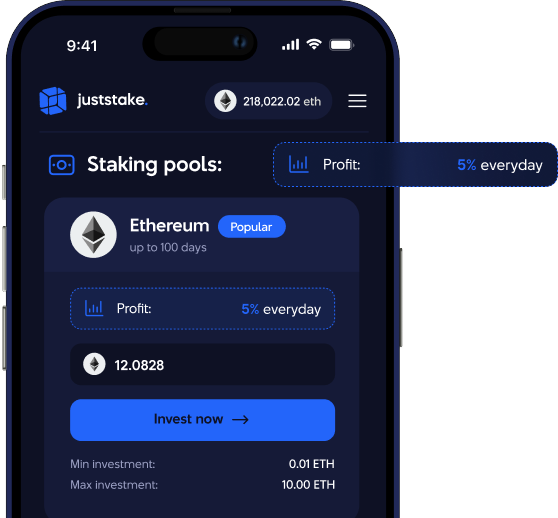 9:41
juststake.
218,022.02 eth
Staking pools:
Profit: 5% everyday
Ethereum Popular
up to 100 days
Profit: 5% everyday
12.0828
Invest now →
Min investment: 0.01 ETH
Max investment: 10.00 ETH